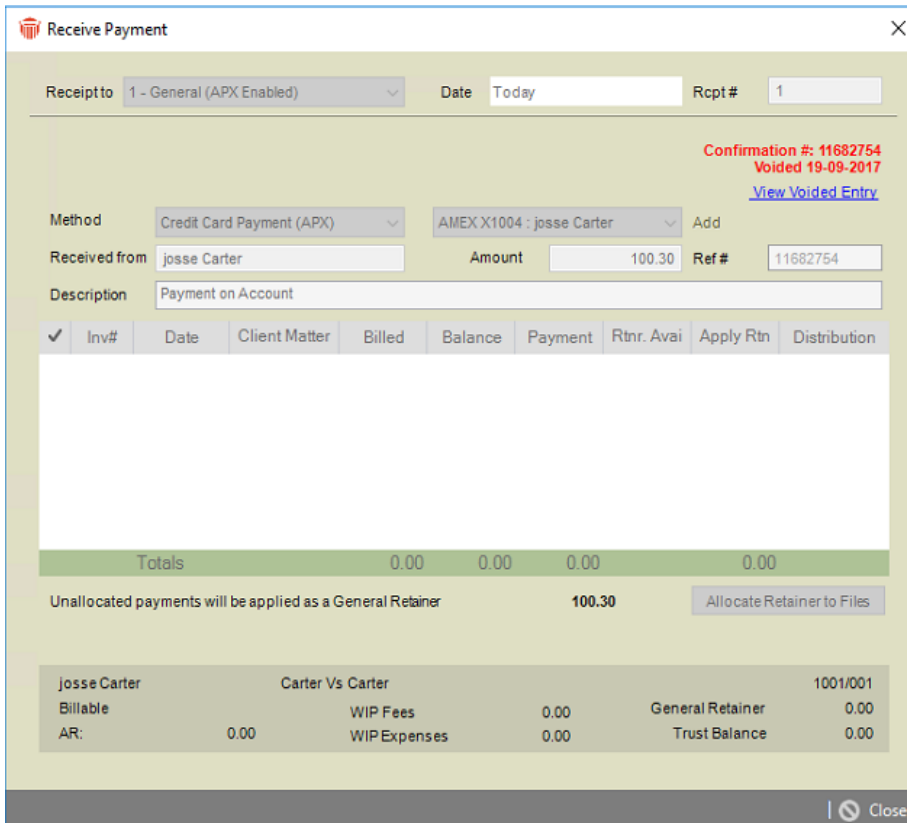 Receive Payment
Receipt to 1 - General (APX Enabled) Date Today Rcpt # 1
Confirmation #: 11682754
Voided 19-09-2017
View Voided Entry
Method Credit Card Payment (APX) AMEX X1004 : josse Carter Add
Received from josse Carter Amount 100.30 Ref # 11682754
Description Payment on Account
Inv# Date Client Matter Billed Balance Payment Rtnr. Avai Apply Rtn Distribution
Totals 0.00 0.00 0.00 0.00
Unallocated payments will be applied as a General Retainer 100.30 Allocate Retainer to Files
josse Carter Carter Vs Carter 1001/001
Billable WIP Fees 0.00 General Retainer 0.00
AR: 0.00 WIP Expenses 0.00 Trust Balance 0.00
Close